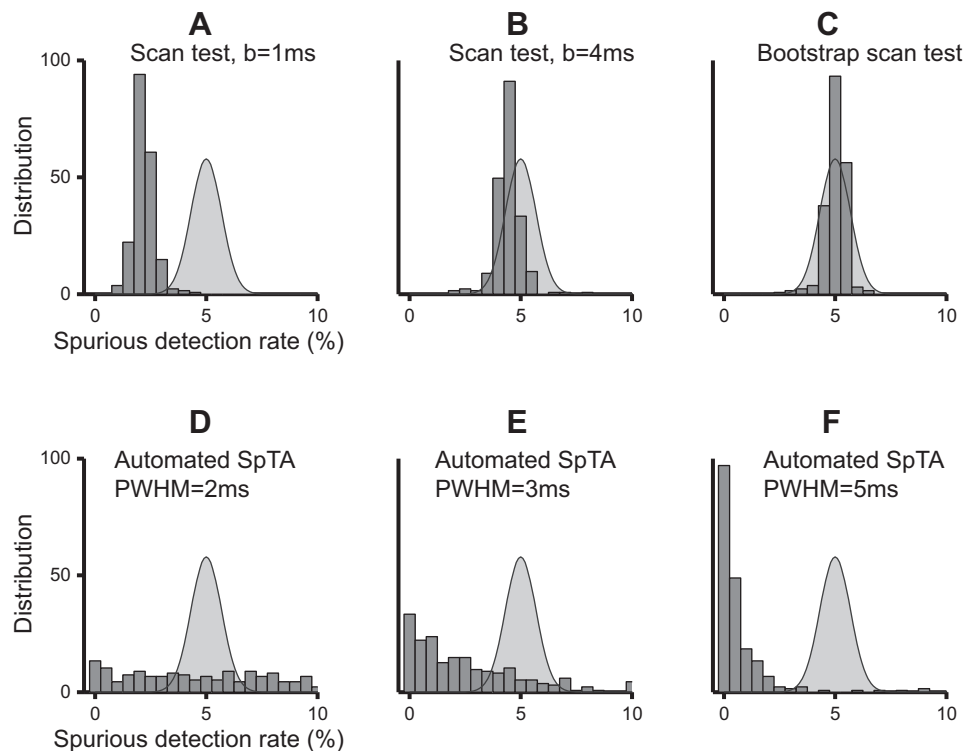 A
Scan test, b=1ms
B
Scan test, b=4ms
C
Bootstrap scan test
100
50
0
Distribution
0 5 10
0 5 10
0 5 10
Spurious detection rate (%)
D
Automated SpTA
PWHM=2ms
E
Automated SpTA
PWHM=3ms
F
Automated SpTA
PWHM=5ms
100
50
0
Distribution
0 5 10
0 5 10
0 5 10
Spurious detection rate (%)